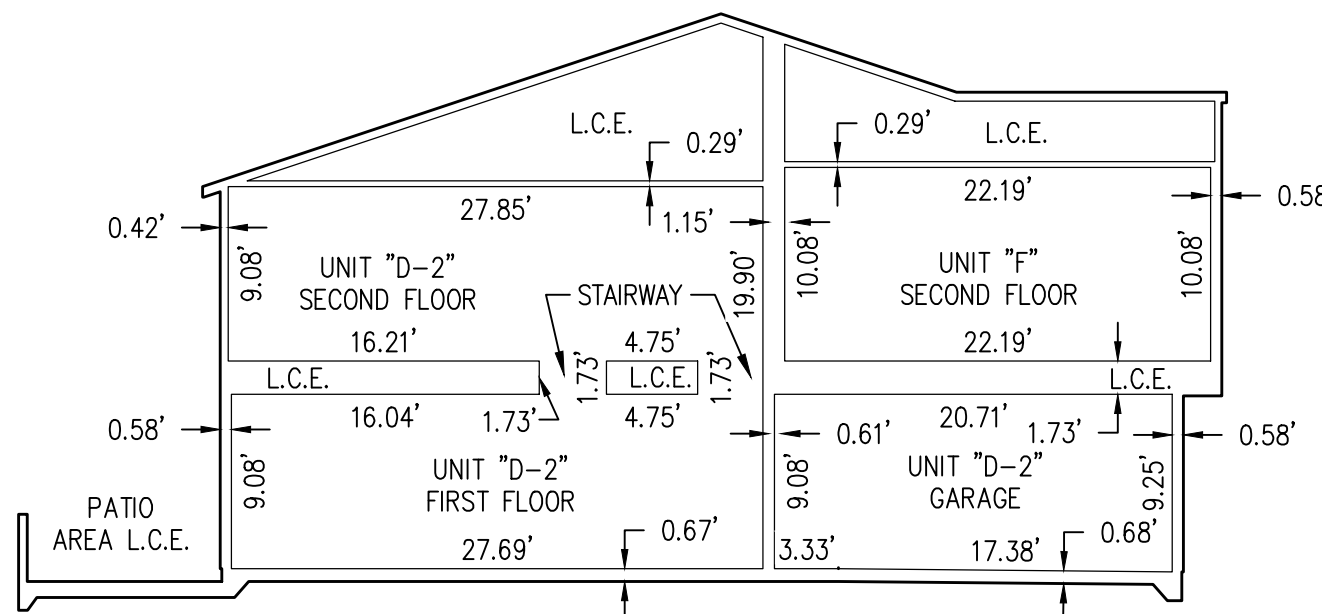 L.C.E.
0.29'
0.29'
L.C.E.
27.85'
1.15'
22.19'
0.58
0.42'
9.08'
UNIT "D-2"
SECOND FLOOR
STAIRWAY
19.90'
10.08'
UNIT "F"
SECOND FLOOR
10.08'
16.21'
4.75'
22.19'
L.C.E.
1.73'
L.C.E.
1.73'
L.C.E.
16.04'
1.73'
4.75'
20.71'
1.73'
0.58'
0.61'
0.58'
9.08'
UNIT "D-2"
FIRST FLOOR
9.08'
UNIT "D-2"
GARAGE
9.25'
PATIO
AREA L.C.E.
27.69'
0.67'
3.33'
17.38'
0.68'